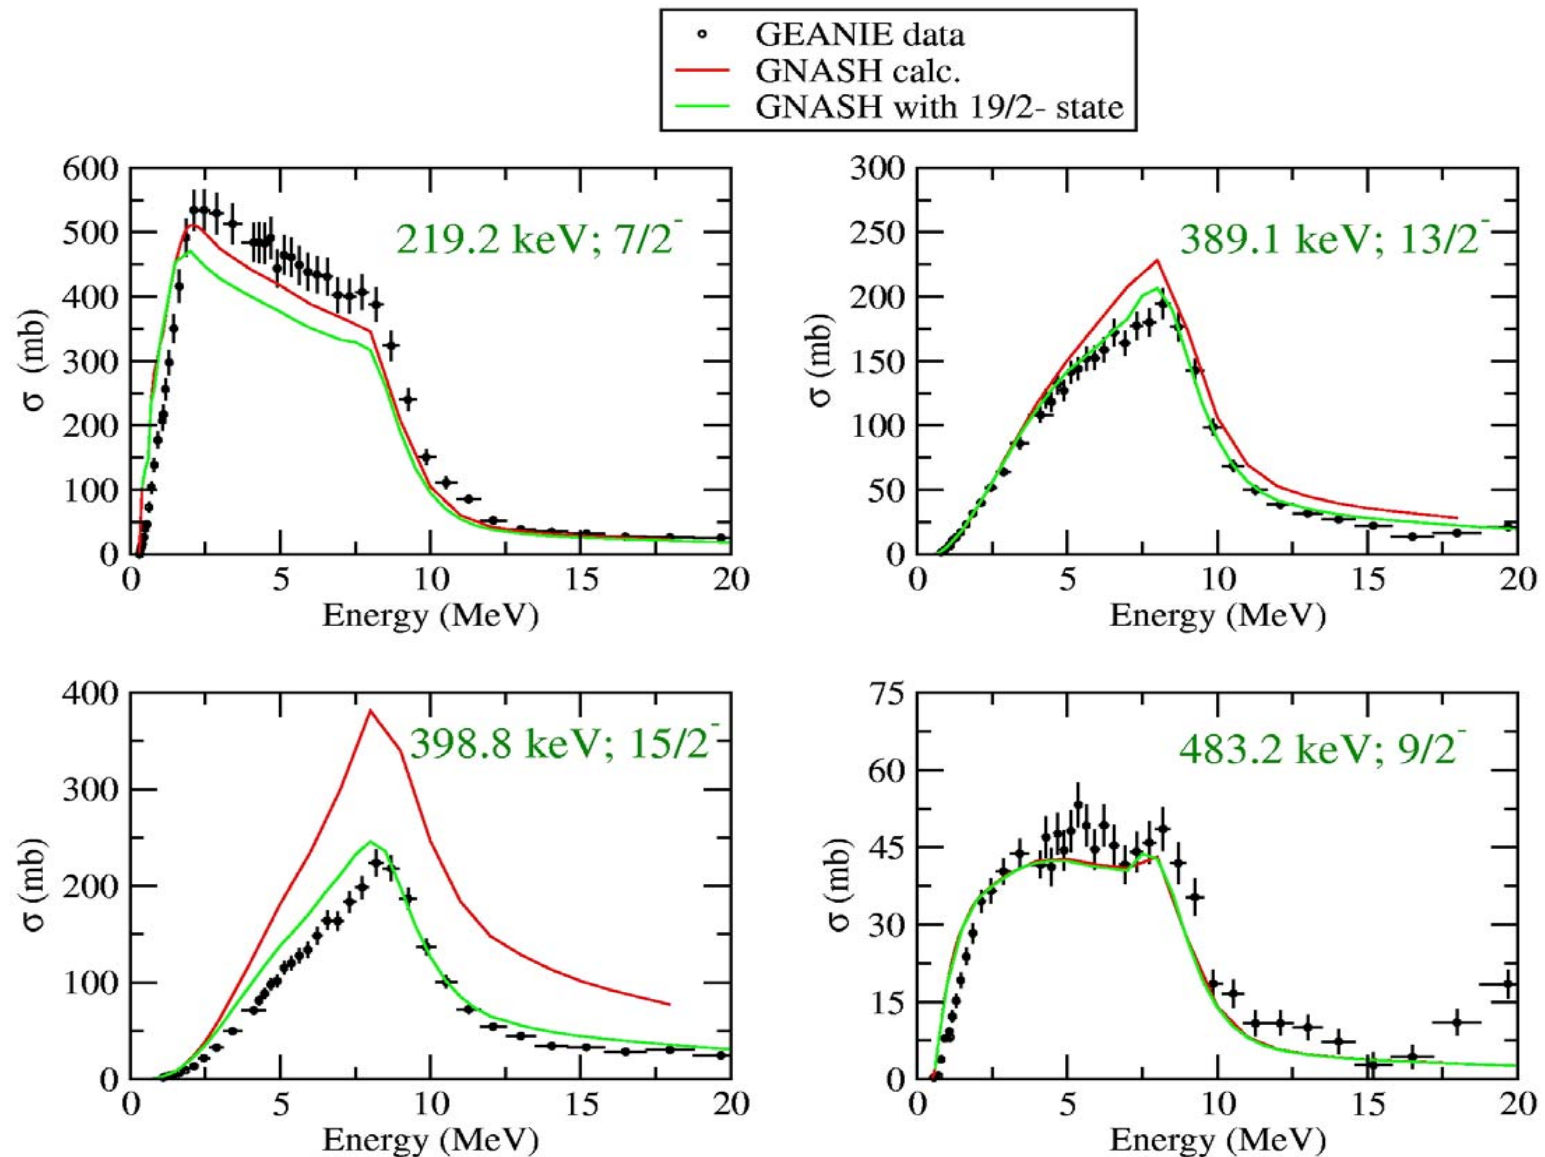 GEANIE data
GNASH calc.
GNASH with 19/2- state
600
500
400
300
200
100
0
σ (mb)
219.2 keV; 7/2⁻
0 5 10 15 20
Energy (MeV)
300
250
200
150
100
50
0
σ (mb)
389.1 keV; 13/2⁻
0 5 10 15 20
Energy (MeV)
400
300
200
100
0
σ (mb)
398.8 keV; 15/2⁻
0 5 10 15 20
Energy (MeV)
75
60
45
30
15
0
σ (mb)
483.2 keV; 9/2⁻
0 5 10 15 20
Energy (MeV)